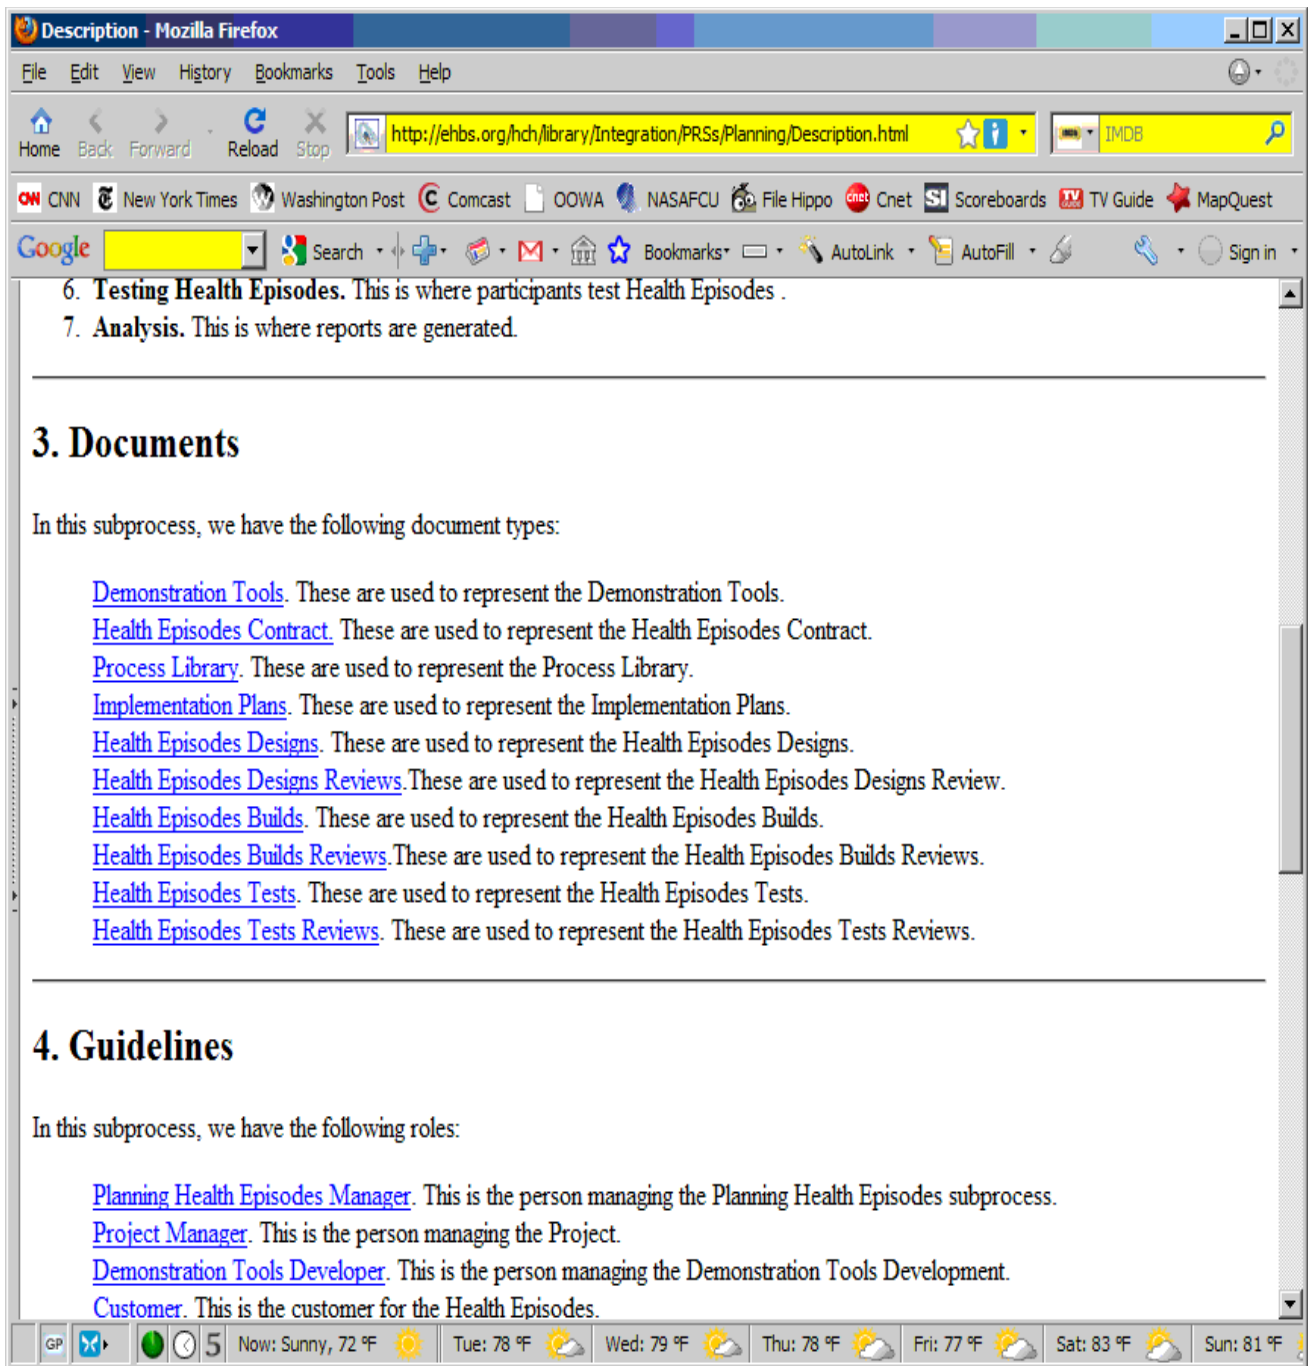 Description - Mozilla Firefox
File Edit View History Bookmarks Tools Help
Home Back Forward Reload Stop http://ehbs.org/hch/library/Integration/PRSs/Planning/Description.html IMDB
CNN New York Times Washington Post Comcast OOWA NASAFCU File Hippo Cnet Scoreboards TV Guide MapQuest
Google Search Bookmarks AutoLink AutoFill Sign in
6. Testing Health Episodes. This is where participants test Health Episodes .
7. Analysis. This is where reports are generated.
3. Documents
In this subprocess, we have the following document types:
Demonstration Tools. These are used to represent the Demonstration Tools.
Health Episodes Contract. These are used to represent the Health Episodes Contract.
Process Library. These are used to represent the Process Library.
Implementation Plans. These are used to represent the Implementation Plans.
Health Episodes Designs. These are used to represent the Health Episodes Designs.
Health Episodes Designs Reviews.These are used to represent the Health Episodes Designs Review.
Health Episodes Builds. These are used to represent the Health Episodes Builds.
Health Episodes Builds Reviews.These are used to represent the Health Episodes Builds Reviews.
Health Episodes Tests. These are used to represent the Health Episodes Tests.
Health Episodes Tests Reviews. These are used to represent the Health Episodes Tests Reviews.
4. Guidelines
In this subprocess, we have the following roles:
Planning Health Episodes Manager. This is the person managing the Planning Health Episodes subprocess.
Project Manager. This is the person managing the Project.
Demonstration Tools Developer. This is the person managing the Demonstration Tools Development.
Customer. This is the customer for the Health Episodes.
GP 5 Now: Sunny, 72 °F Tue: 78 °F Wed: 79 °F Thu: 78 °F Fri: 77 °F Sat: 83 °F Sun: 81 °F